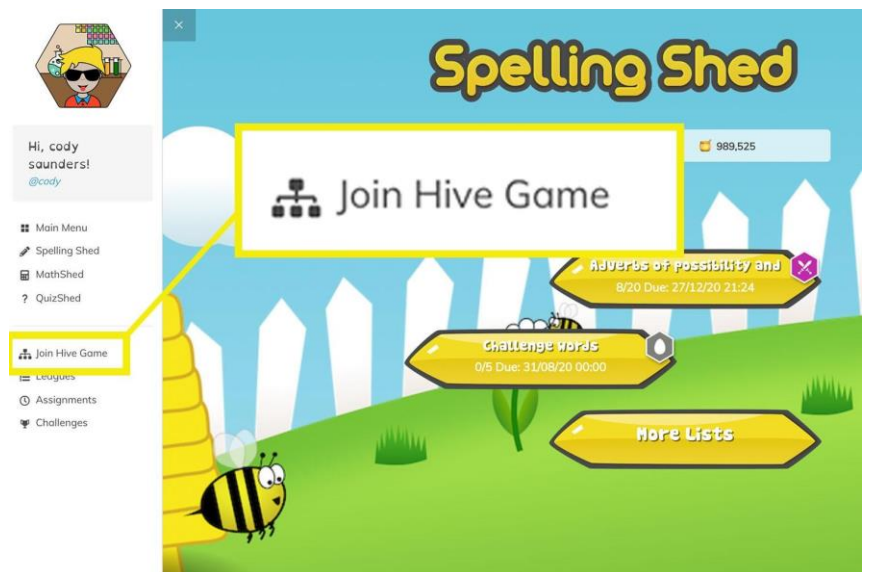 Hi, cody
saunders!
@cody
Main Menu
Spelling Shed
MathShed
? QuizShed
Join Hive Game
Leagues
Assignments
Challenges
×
Spelling Shed
989,525
Join Hive Game
Adverbs of possibility and
8/20 Due: 27/12/20 21:24
Challenge words
0/5 Due: 31/08/20 00:00
More Lists